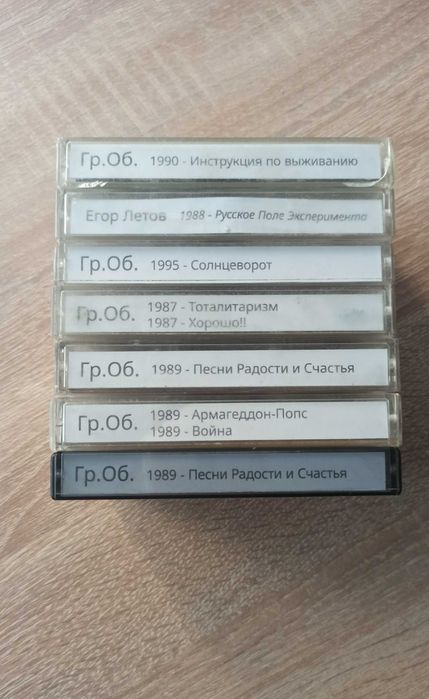 Гр.Об. 1990 - Инструкция по выживанию
Егор Летов 1988 - Русское Поле Эксперимента
Гр.Об. 1995 - Солнцеворот
Гр.Об. 1987 - Тоталитаризм
1987 - Хорошо!!
Гр.Об. 1989 - Песни Радости и Счастья
Гр.Об. 1989 - Армагеддон-Попс
1989 - Война
Гр.Об. 1989 - Песни Радости и Счастья